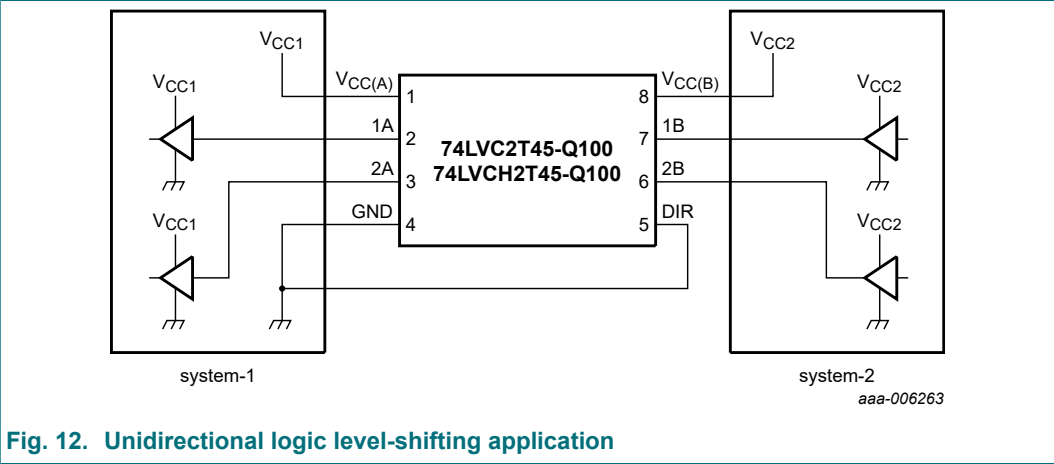 VCC1
VCC2
VCC1
VCC(A)
VCC(B)
VCC2
1
8
1A
1B
2
7
74LVC2T45-Q100
74LVCH2T45-Q100
2A
2B
3
6
GND
DIR
VCC1
4
5
VCC2
system-1
system-2
aaa-006263
Fig. 12. Unidirectional logic level-shifting application